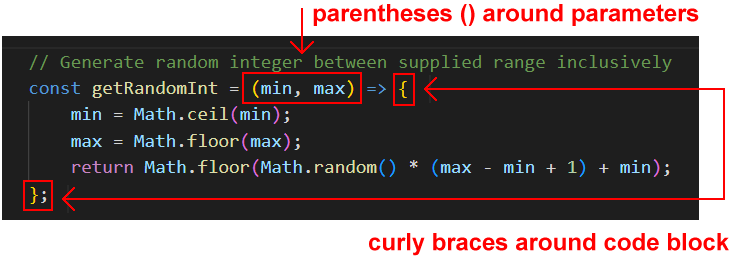 parentheses () around parameters
// Generate random integer between supplied range inclusively
const getRandomInt = (min, max) => {
    min = Math.ceil(min);
    max = Math.floor(max);
    return Math.floor(Math.random() * (max - min + 1) + min);
};
curly braces around code block